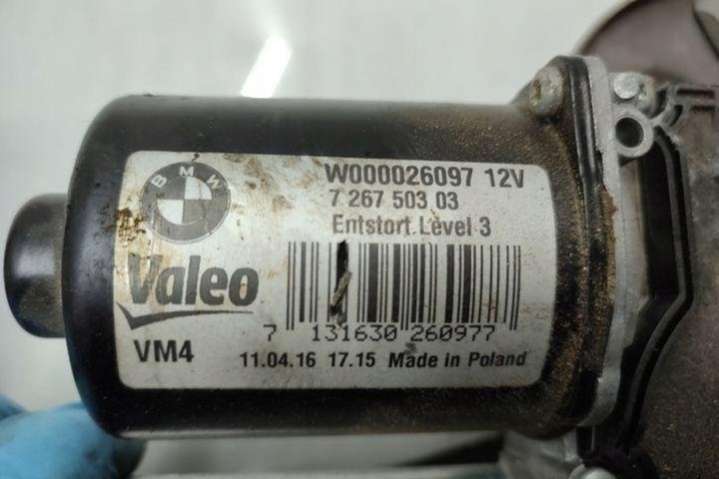 BMW
W000026097 12V
7 267 503 03
Entstort Level 3
Valeo
7 131630 260977
VM4
11.04.16 17.15 Made in Poland